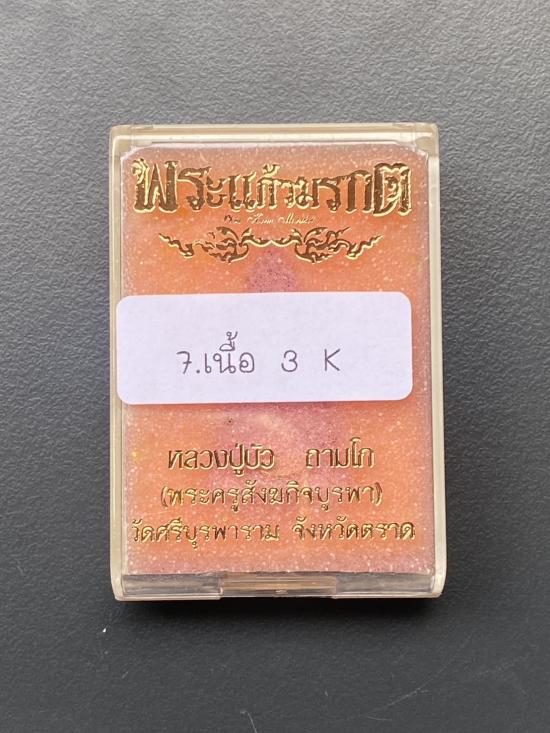 พระแก้วมรกต
7.เนื้อ 3 K
หลวงปู่บัว ถามโก
(พระครูสังฆกิจบูรพา)
วัดศรีบุรพาราม จังหวัดตราด